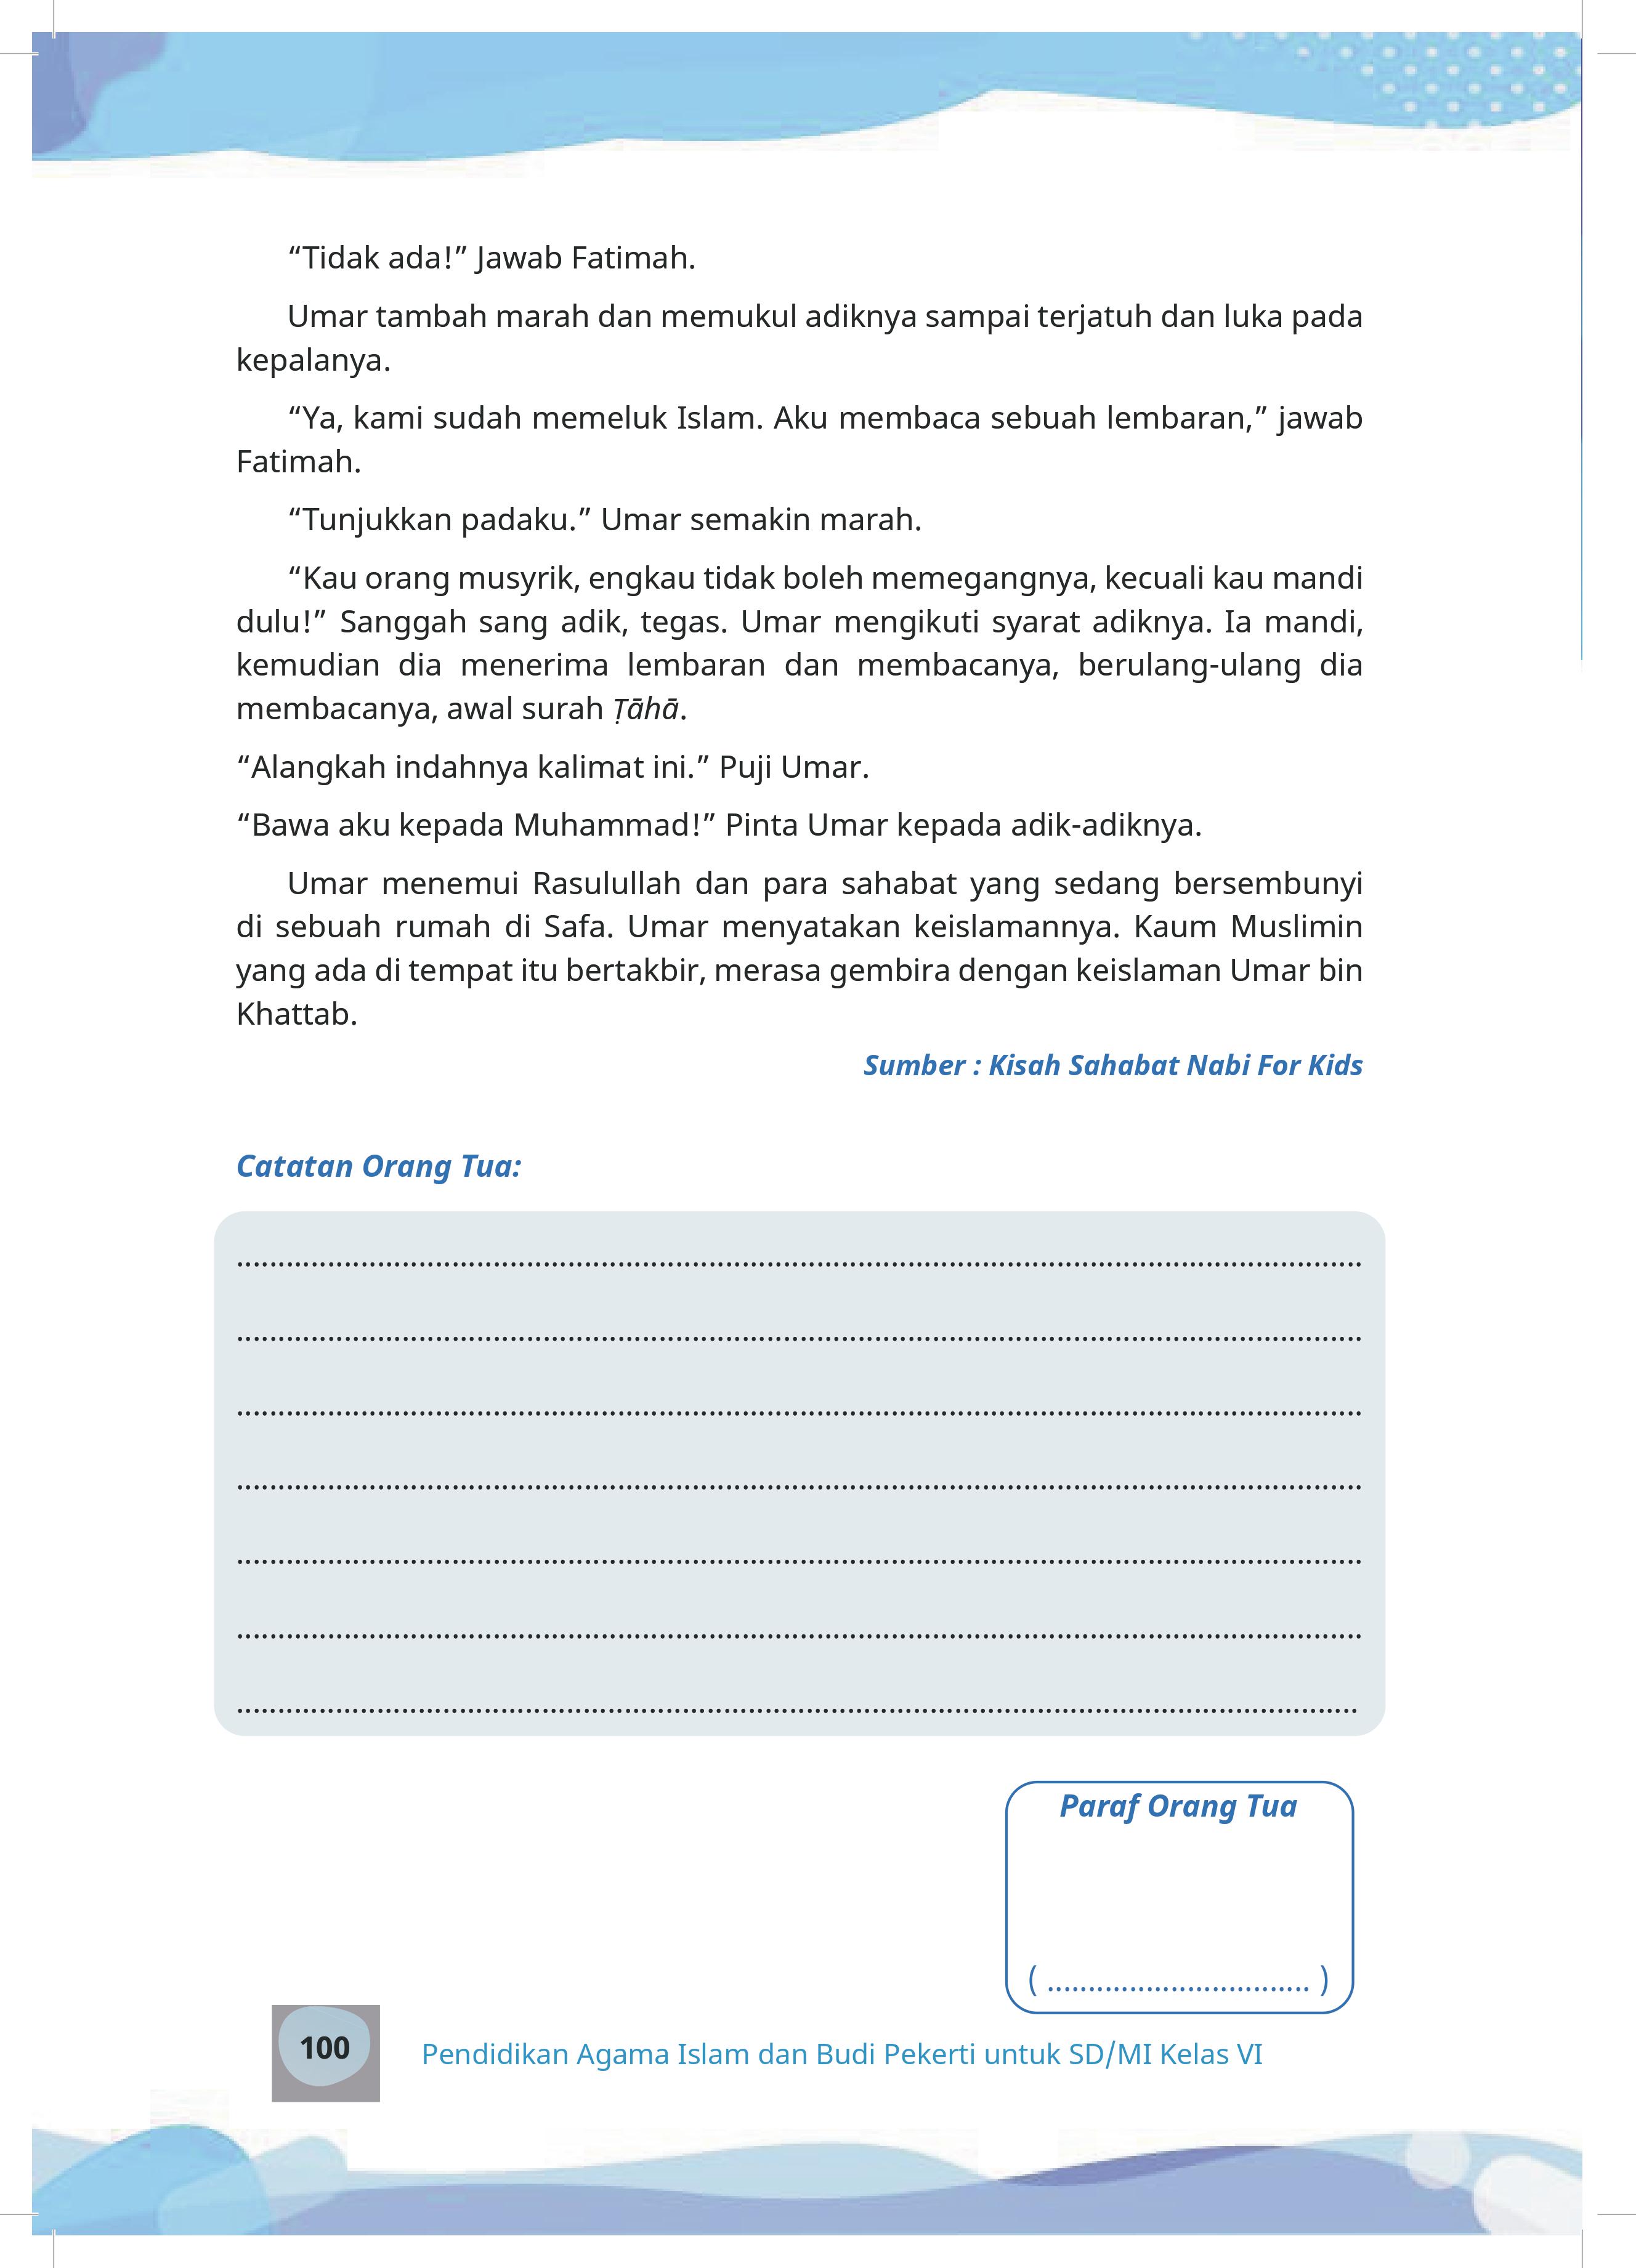 “Tidak ada!” Jawab Fatimah.
Umar tambah marah dan memukul adiknya sampai terjatuh dan luka pada
kepalanya.
“Ya, kami sudah memeluk Islam. Aku membaca sebuah lembaran,” jawab
Fatimah.
“Tunjukkan padaku.” Umar semakin marah.
“Kau orang musyrik, engkau tidak boleh memegangnya, kecuali kau mandi
dulu!” Sanggah sang adik, tegas. Umar mengikuti syarat adiknya. Ia mandi,
kemudian dia menerima lembaran dan membacanya, berulang-ulang dia
membacanya, awal surah Ṭāhā.
“Alangkah indahnya kalimat ini.” Puji Umar.
“Bawa aku kepada Muhammad!” Pinta Umar kepada adik-adiknya.
Umar menemui Rasulullah dan para sahabat yang sedang bersembunyi
di sebuah rumah di Safa. Umar menyatakan keislamannya. Kaum Muslimin
yang ada di tempat itu bertakbir, merasa gembira dengan keislaman Umar bin
Khattab.
Sumber : Kisah Sahabat Nabi For Kids
Catatan Orang Tua:
................................................................................
................................................................................
................................................................................
................................................................................
................................................................................
................................................................................
................................................................................
Paraf Orang Tua
( ................................ )
100
Pendidikan Agama Islam dan Budi Pekerti untuk SD/MI Kelas VI